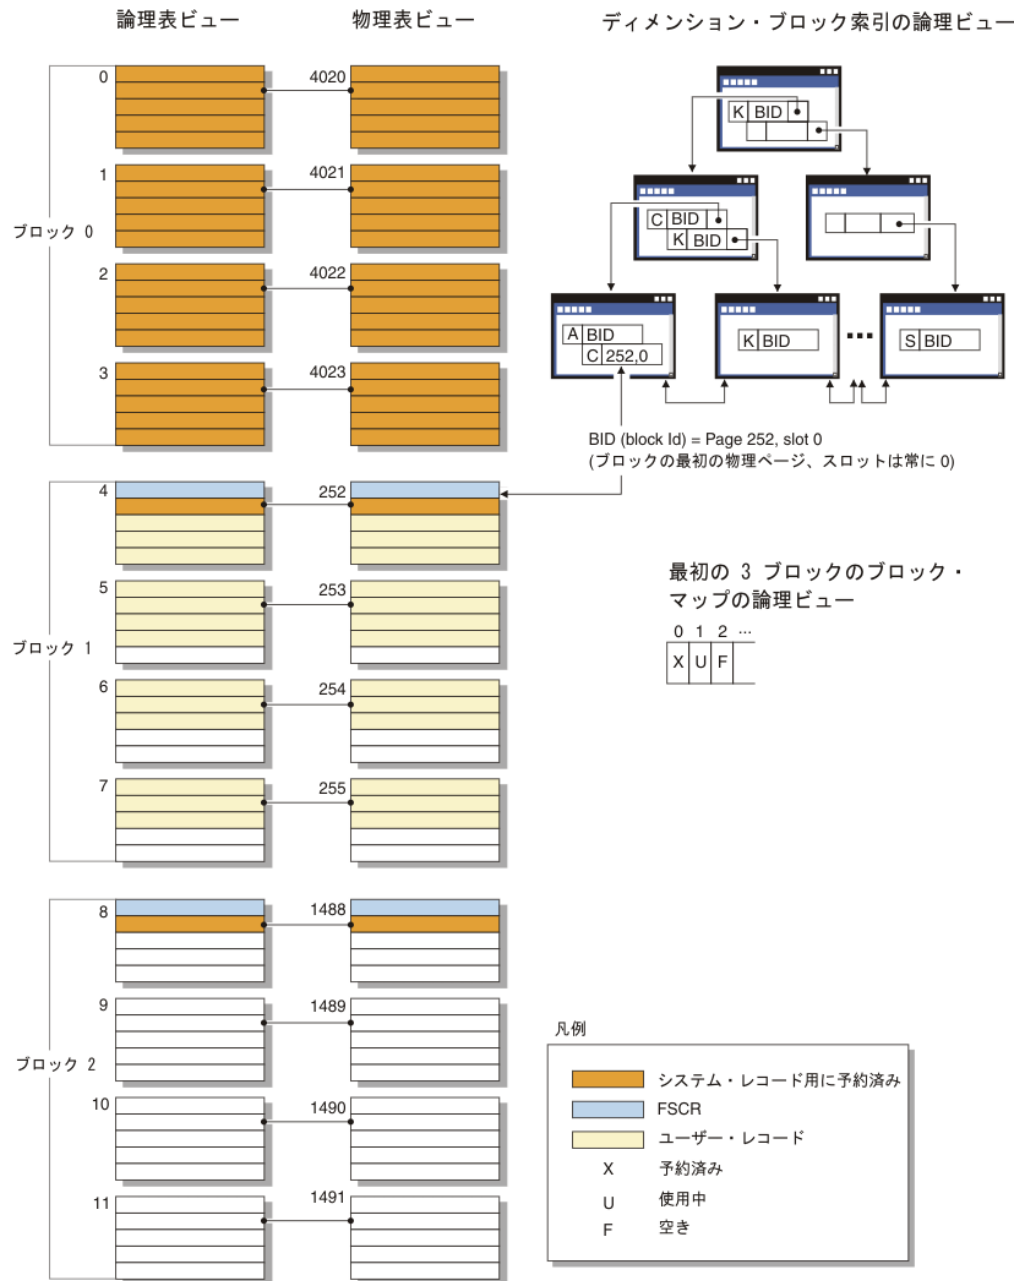 論理表ビュー
物理表ビュー
ディメンション・ブロック索引の論理ビュー
ブロック 0
0
4020
1
4021
2
4022
3
4023
K BID
C BID
K BID
A BID
C 252,0
K BID
S BID
BID (block Id) = Page 252, slot 0
(ブロックの最初の物理ページ、スロットは常に 0)
ブロック 1
4
252
5
253
6
254
7
255
最初の 3 ブロックのブロック・
マップの論理ビュー
0 1 2 ...
X U F
ブロック 2
8
1488
9
1489
10
1490
11
1491
凡例
システム・レコード用に予約済み
FSCR
ユーザー・レコード
X 予約済み
U 使用中
F 空き